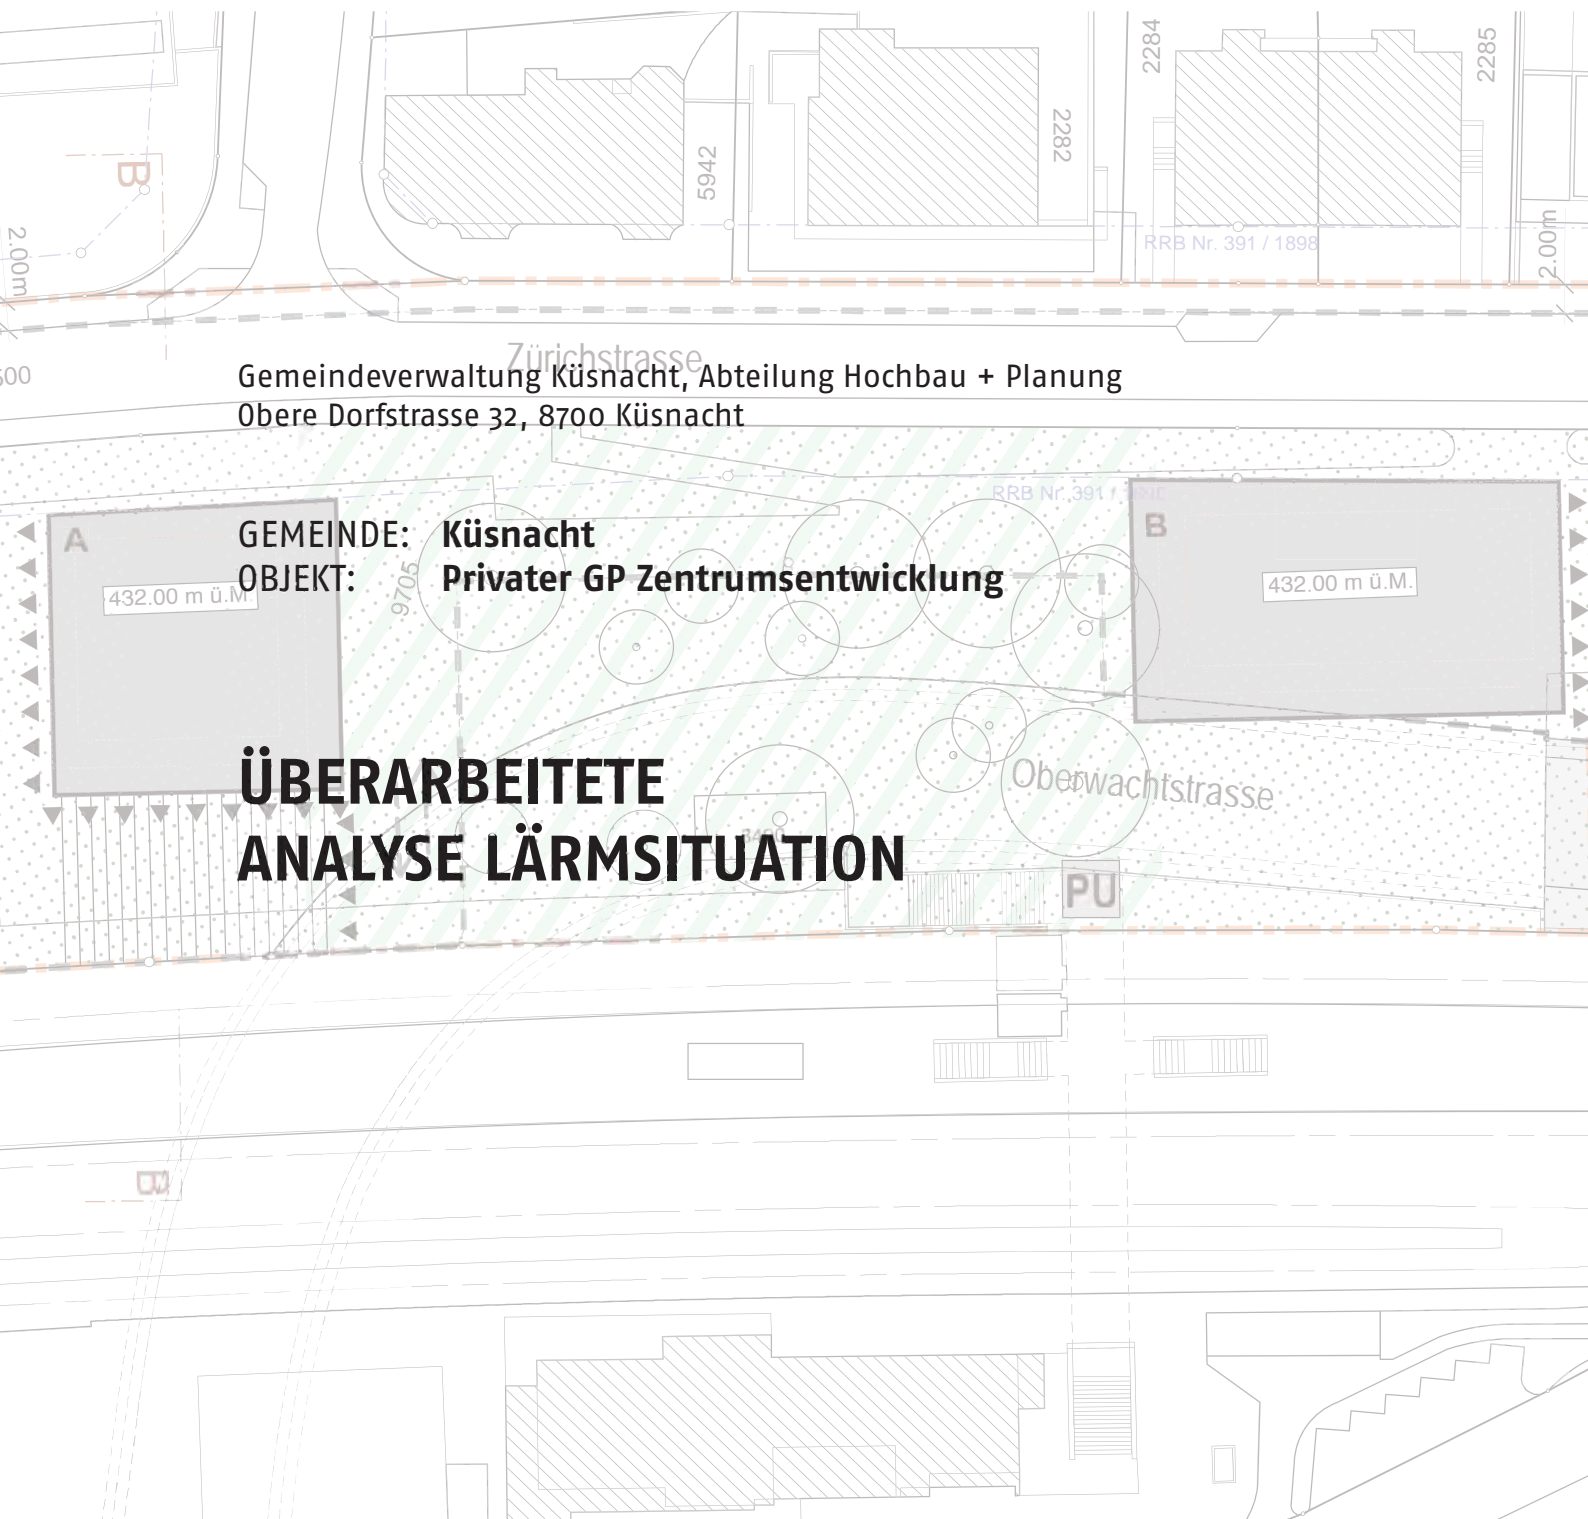 2284
2285
5942
2282
B
RRB Nr. 391 / 1898
2.00m
2.00m
Zürichstrasse
Gemeindeverwaltung Küsnacht, Abteilung Hochbau + Planung
Obere Dorfstrasse 32, 8700 Küsnacht
RRB Nr. 391 /
A
B
GEMEINDE: Küsnacht
OBJEKT: Privater GP Zentrumsentwicklung
432.00 m ü.M.
432.00 m ü.M.
9705
ÜBERARBEITETE
Oberwachtstrasse
ANALYSE LÄRMSITUATION
PU
B